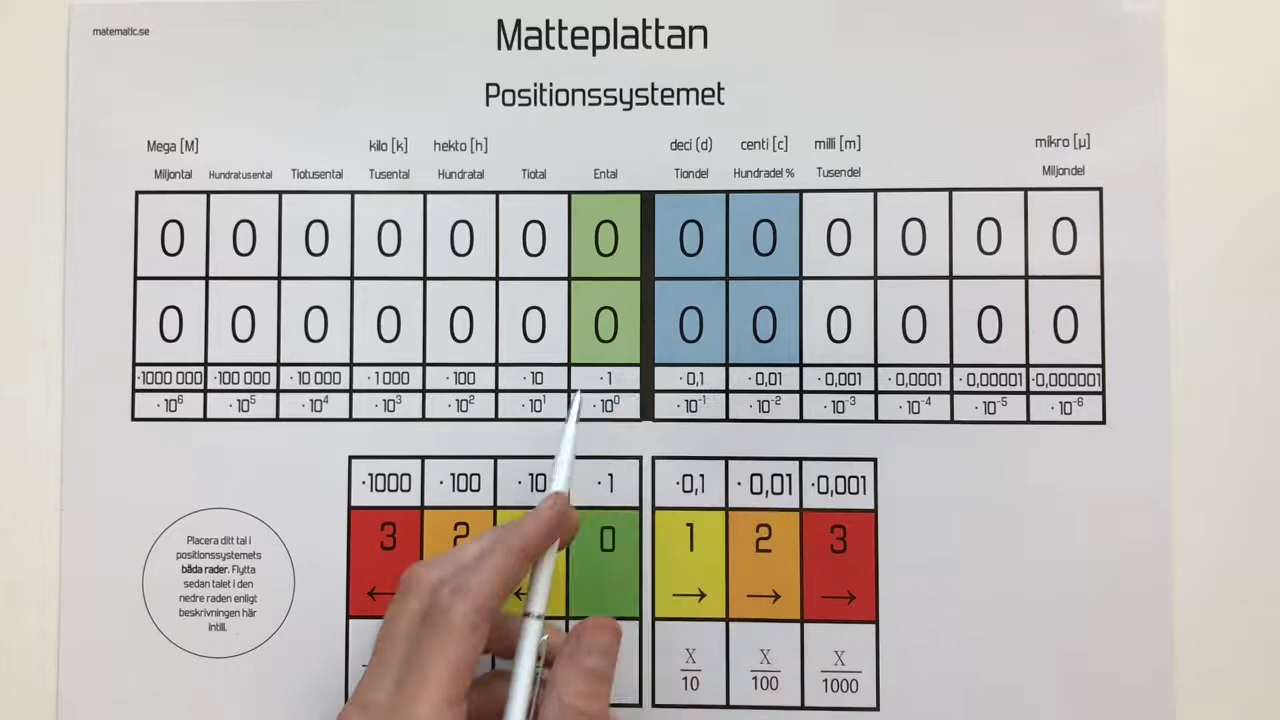 matematic.se
Matteplattan
Positionssystemet
Mega [M] kilo [k] hekto [h] deci (d) centi [c] milli [m] mikro [µ]
Miljontal Hundratusental Tiotusental Tusental Hundratal Tiotal Ental Tiondel Hundradel % Tusendel Miljondel
0 0 0 0 0 0 0 0 0 0 0 0 0
0 0 0 0 0 0 0 0 0 0 0 0 0
·1000 000 ·100 000 ·10 000 ·1000 ·100 ·10 ·1 ·0,1 ·0,01 ·0,001 ·0,0001 ·0,00001 ·0,000001
·10⁶ ·10⁵ ·10⁴ ·10³ ·10² ·10¹ ·10⁰ ·10⁻¹ ·10⁻² ·10⁻³ ·10⁻⁴ ·10⁻⁵ ·10⁻⁶
·1000 ·100 ·10 ·1 ·0,1 ·0,01 ·0,001
3 2 0 1 2 3
← ← → → →
X/10 X/100 X/1000
Placera ditt tal i
positionssystemets
båda rader. Flytta
sedan talet i den
nedre raden enligt
beskrivningen här
intill.